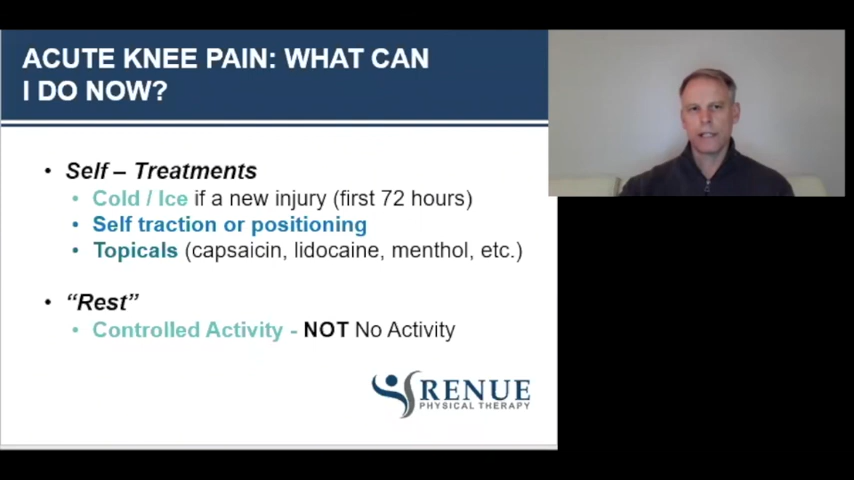 ACUTE KNEE PAIN: WHAT CAN
I DO NOW?
• Self – Treatments
• Cold / Ice if a new injury (first 72 hours)
• Self traction or positioning
• Topicals (capsaicin, lidocaine, menthol, etc.)
• “Rest”
• Controlled Activity - NOT No Activity
RENUE
PHYSICAL THERAPY